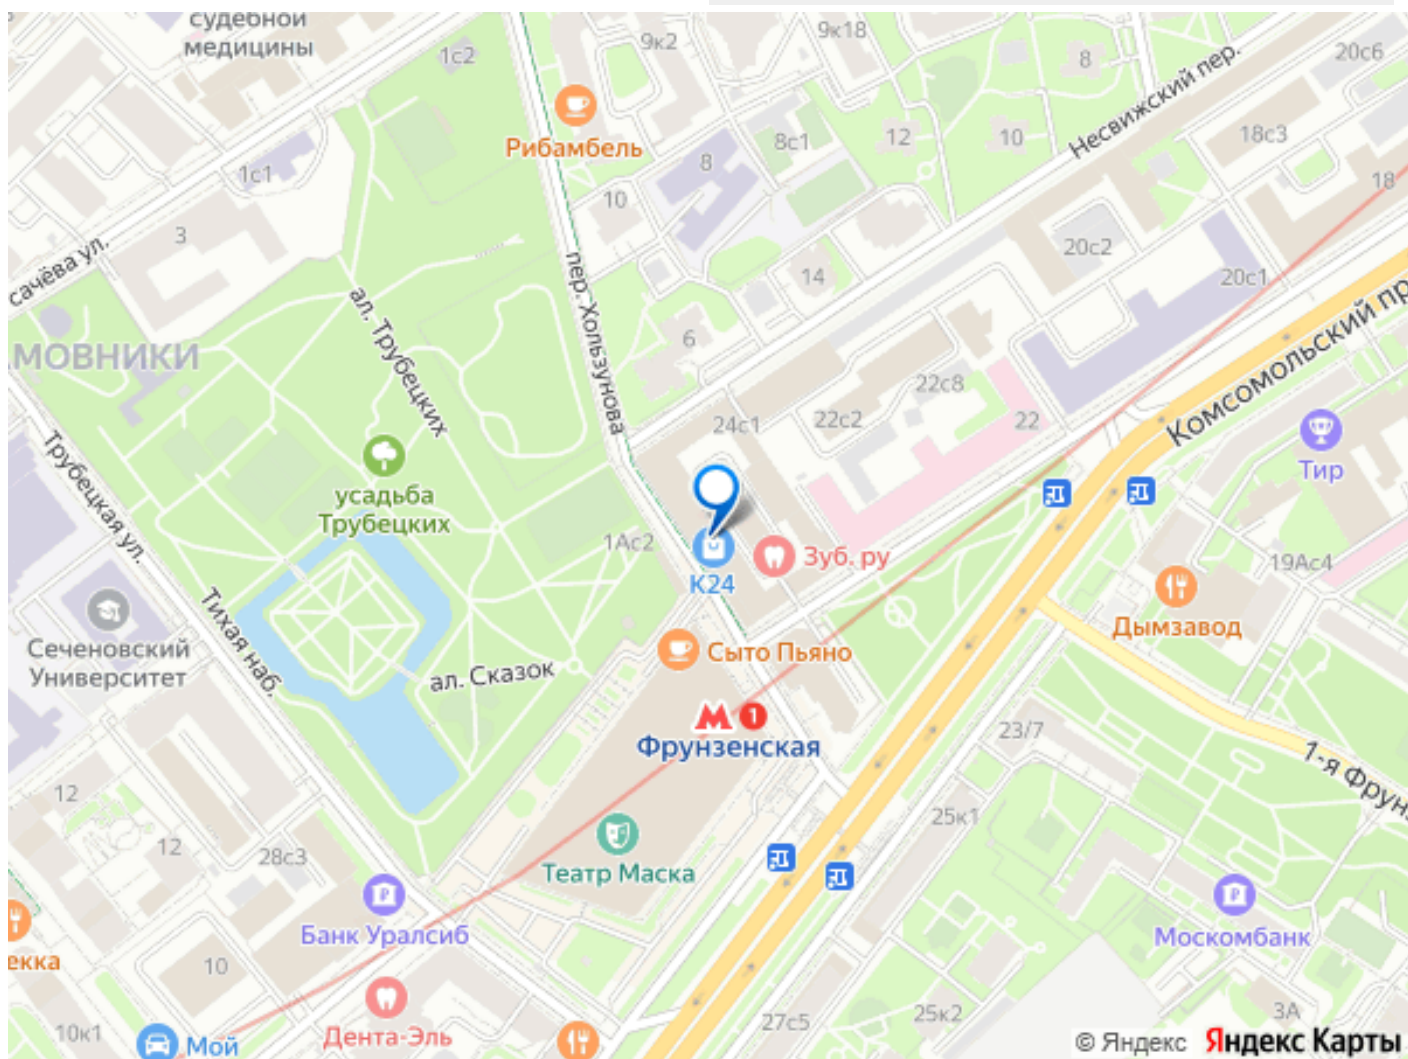 судебной
медицины
1с2
9к2
9к18
8
20с6
Несвижский пер.
Рибамбель
8
8с1
12
10
18с3
18
1с1
10
3
20с2
20с1
сачёва ул.
пер. Хользунова
14
ал. Трубецких
6
МОВНИКИ
Комсомольский пр
22с8
24с1
22с2
22
Тир
Трубецкая ул.
усадьба
Трубецких
1Ас2
Зуб. ру
К24
19Ас4
Дымзавод
Сеченовский
Университет
Тихая наб.
ал. Сказок
Сыто Пьяно
1
Фрунзенская
23/7
1-я Фрун
12
12
28с3
25к1
Театр Маска
Банк Уралсиб
Москомбанк
екка
10
Дента-Эль
10к1
Мой
27с5
25к2
3А
© Яндекс Яндекс Карты